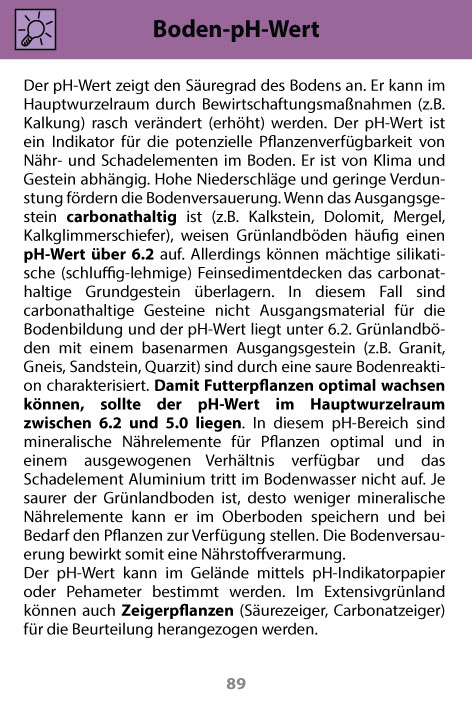 Boden-pH-Wert
Der pH-Wert zeigt den Säuregrad des Bodens an. Er kann im
Hauptwurzelraum durch Bewirtschaftungsmaßnahmen (z.B.
Kalkung) rasch verändert (erhöht) werden. Der pH-Wert ist
ein Indikator für die potenzielle Pflanzenverfügbarkeit von
Nähr- und Schadelementen im Boden. Er ist von Klima und
Gestein abhängig. Hohe Niederschläge und geringe Verdun-
stung fördern die Bodenversauerung. Wenn das Ausgangsge-
stein carbonathaltig ist (z.B. Kalkstein, Dolomit, Mergel,
Kalkglimmerschiefer), weisen Grünlandböden häufig einen
pH-Wert über 6.2 auf. Allerdings können mächtige silikati-
sche (schluffig-lehmige) Feinsedimentdecken das carbonat-
haltige Grundgestein überlagern. In diesem Fall sind
carbonathaltige Gesteine nicht Ausgangsmaterial für die
Bodenbildung und der pH-Wert liegt unter 6.2. Grünlandbö-
den mit einem basenarmen Ausgangsgestein (z.B. Granit,
Gneis, Sandstein, Quarzit) sind durch eine saure Bodenreakti-
on charakterisiert. Damit Futterpflanzen optimal wachsen
können, sollte der pH-Wert im Hauptwurzelraum
zwischen 6.2 und 5.0 liegen. In diesem pH-Bereich sind
mineralische Nährelemente für Pflanzen optimal und in
einem ausgewogenen Verhältnis verfügbar und das
Schadelement Aluminium tritt im Bodenwasser nicht auf. Je
saurer der Grünlandboden ist, desto weniger mineralische
Nährelemente kann er im Oberboden speichern und bei
Bedarf den Pflanzen zur Verfügung stellen. Die Bodenversau-
erung bewirkt somit eine Nährstoffverarmung.
Der pH-Wert kann im Gelände mittels pH-Indikatorpapier
oder Pehameter bestimmt werden. Im Extensivgrünland
können auch Zeigerpflanzen (Säurezeiger, Carbonatzeiger)
für die Beurteilung herangezogen werden.
89